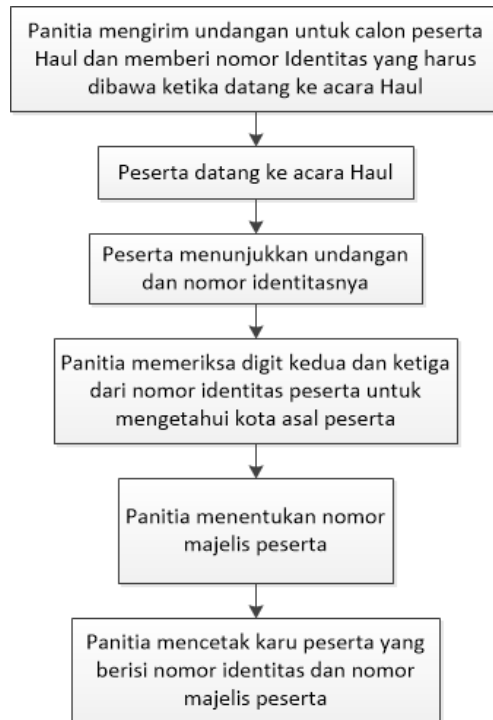 Panitia mengirim undangan untuk calon peserta
Haul dan memberi nomor Identitas yang harus
dibawa ketika datang ke acara Haul
Peserta datang ke acara Haul
Peserta menunjukkan undangan
dan nomor identitasnya
Panitia memeriksa digit kedua dan ketiga
dari nomor identitas peserta untuk
mengetahui kota asal peserta
Panitia menentukan nomor
majelis peserta
Panitia mencetak karu peserta yang
berisi nomor identitas dan nomor
majelis peserta